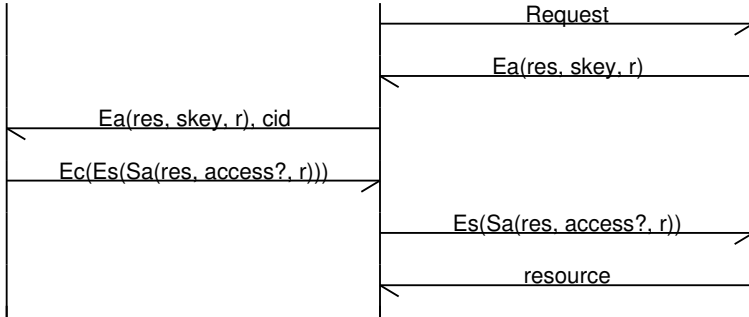 Request
Ea(res, skey, r)
Ea(res, skey, r), cid
Ec(Es(Sa(res, access?, r)))
Es(Sa(res, access?, r))
resource